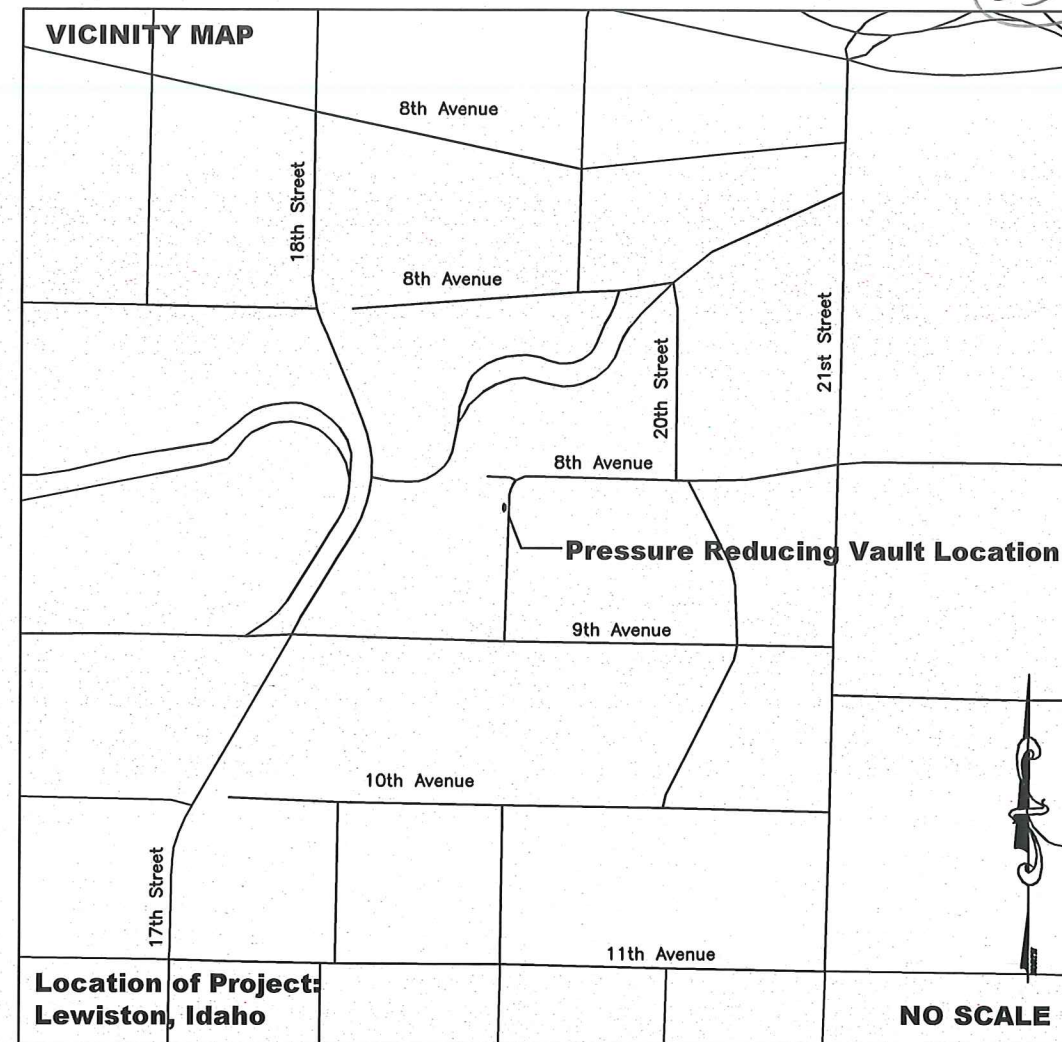 VICINITY MAP
8th Avenue
18th Street
8th Avenue
21st Street
20th Street
8th Avenue
Pressure Reducing Vault Location
9th Avenue
10th Avenue
17th Street
11th Avenue
Location of Project:
Lewiston, Idaho
NO SCALE